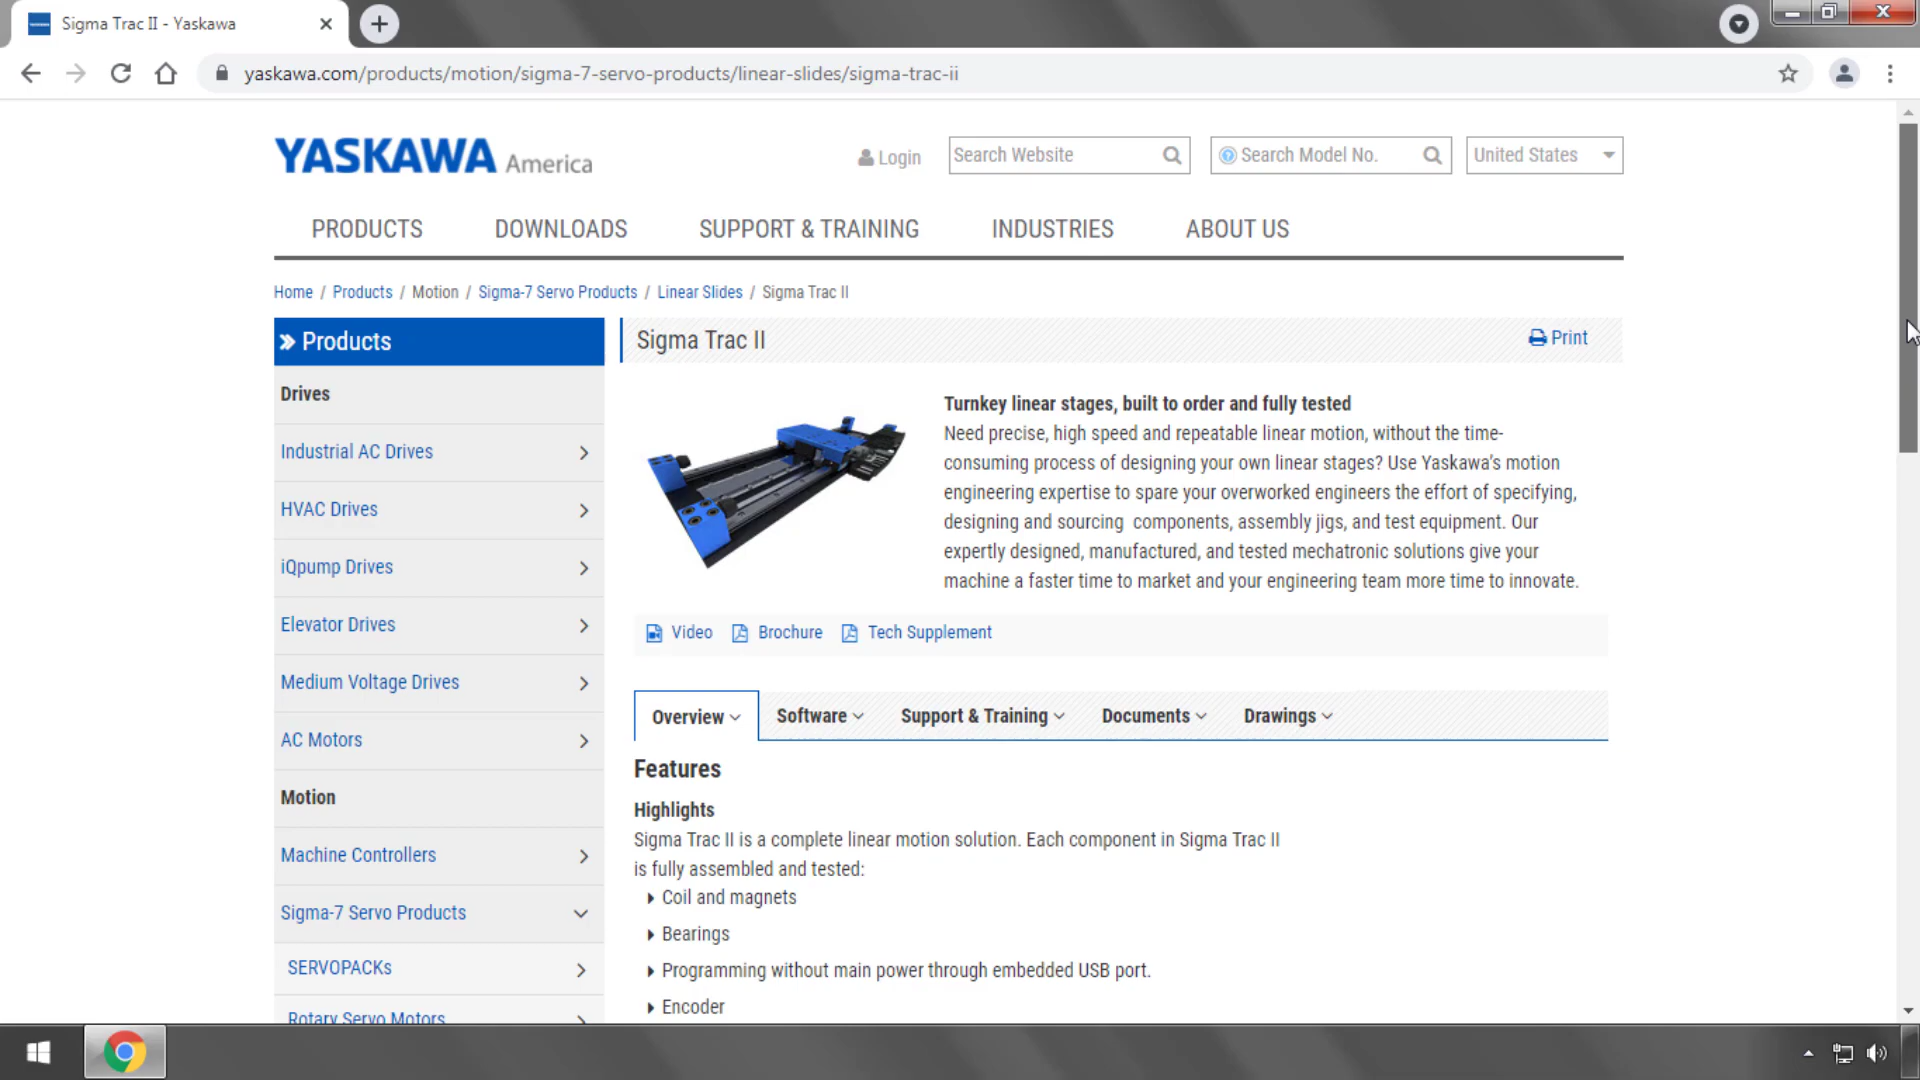 Sigma Trac II - Yaskawa
yaskawa.com/products/motion/sigma-7-servo-products/linear-slides/sigma-trac-ii
YASKAWA America
Login
Search Website
Search Model No.
United States
PRODUCTS
DOWNLOADS
SUPPORT & TRAINING
INDUSTRIES
ABOUT US
Home / Products / Motion / Sigma-7 Servo Products / Linear Slides / Sigma Trac II
Products
Drives
Industrial AC Drives
HVAC Drives
iQpump Drives
Elevator Drives
Medium Voltage Drives
AC Motors
Motion
Machine Controllers
Sigma-7 Servo Products
SERVOPACKs
Rotary Servo Motors
Sigma Trac II
Print
Turnkey linear stages, built to order and fully tested
Need precise, high speed and repeatable linear motion, without the time-
consuming process of designing your own linear stages? Use Yaskawa's motion
engineering expertise to spare your overworked engineers the effort of specifying,
designing and sourcing components, assembly jigs, and test equipment. Our
expertly designed, manufactured, and tested mechatronic solutions give your
machine a faster time to market and your engineering team more time to innovate.
Video
Brochure
Tech Supplement
Overview
Software
Support & Training
Documents
Drawings
Features
Highlights
Sigma Trac II is a complete linear motion solution. Each component in Sigma Trac II
is fully assembled and tested:
Coil and magnets
Bearings
Programming without main power through embedded USB port.
Encoder